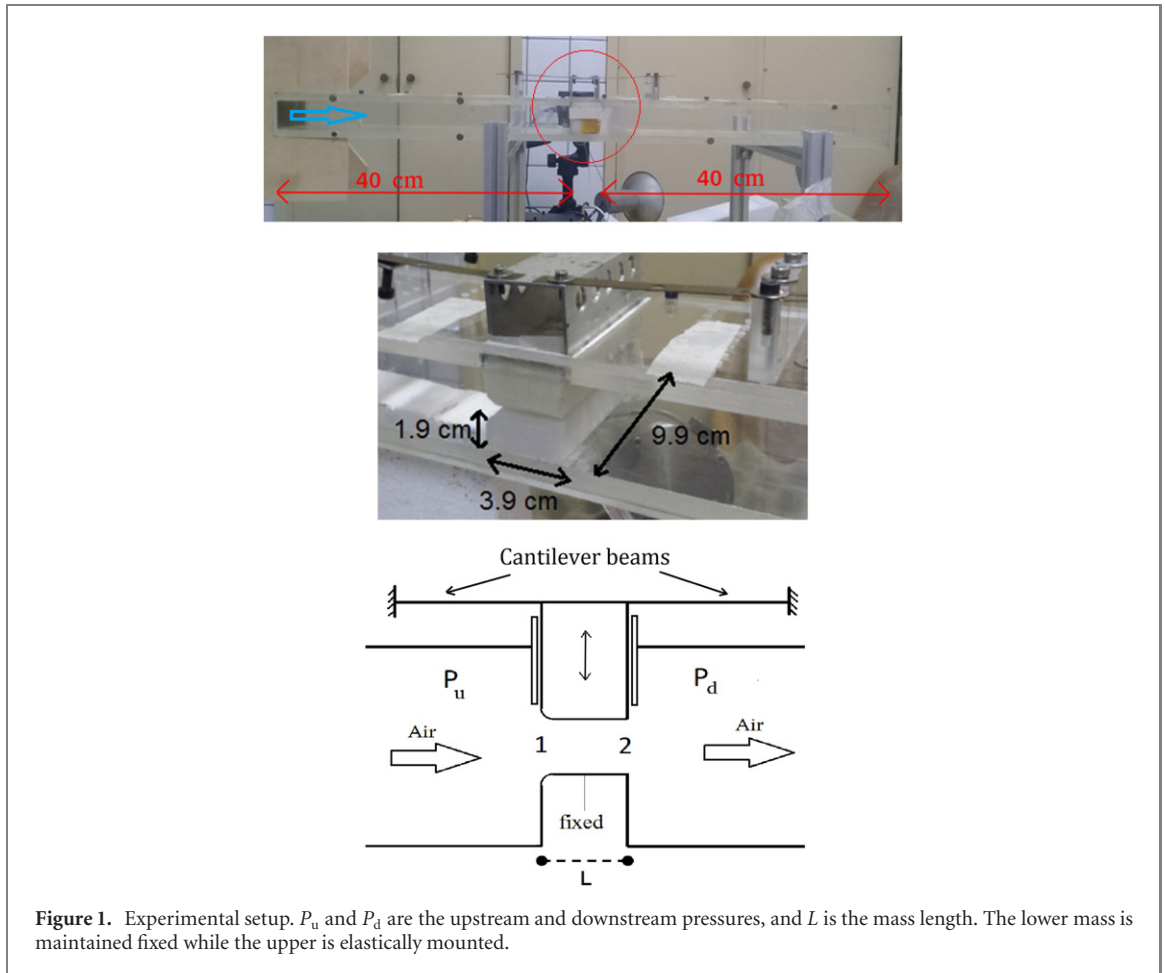 40 cm 40 cm
1.9 cm
9.9 cm
3.9 cm
Cantilever beams
Pu Pd
Air Air
1 2
fixed
L
Figure 1. Experimental setup. Pu and Pd are the upstream and downstream pressures, and L is the mass length. The lower mass is
maintained fixed while the upper is elastically mounted.